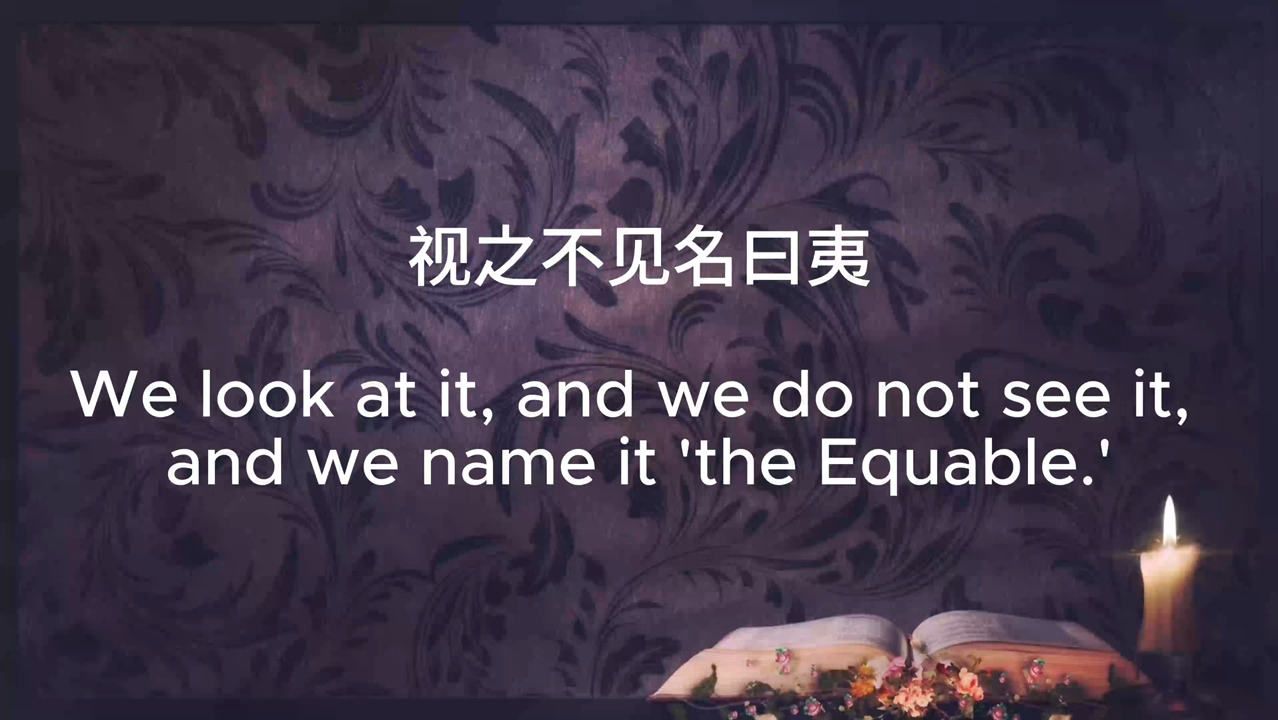 视之不见名曰夷
We look at it, and we do not see it,
and we name it 'the Equable.'